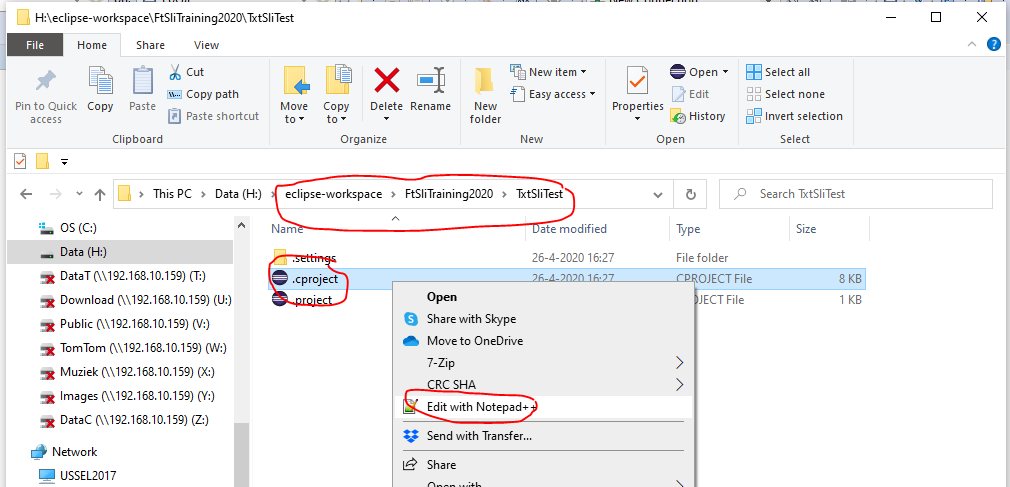 H:\eclipse-workspace\FtSliTraining2020\TxtSliTest
File Home Share View
Pin to Quick access
Copy
Paste
Cut
Copy path
Paste shortcut
Clipboard
Move to
Copy To
Delete
Rename
Organize
New folder
New item
Easy access
New
Properties
Open
Edit
History
Open
Select all
Select none
Invert selection
Select
This PC > Data (H:) > eclipse-workspace > FtSliTraining2020 > TxtSliTest
Search TxtSliTest
OS (C:)
Data (H:)
DataT (\\192.168.10.159) (T:)
Download (\\192.168.10.159) (U:)
Public (\\192.168.10.159) (V:)
TomTom (\\192.168.10.159) (W:)
Muziek (\\192.168.10.159) (X:)
Images (\\192.168.10.159) (Y:)
DataC (\\192.168.10.159) (Z:)
Network
USSEL2017
Name Date modified Type Size
.settings 26-4-2020 16:27 File folder
.cproject 26-4-2020 16:27 CPROJECT File 8 KB
.project OJECT File 1 KB
Open
Share with Skype
Move to OneDrive
7-Zip
CRC SHA
Edit with Notepad++
Send with Transfer...
Share
Open with